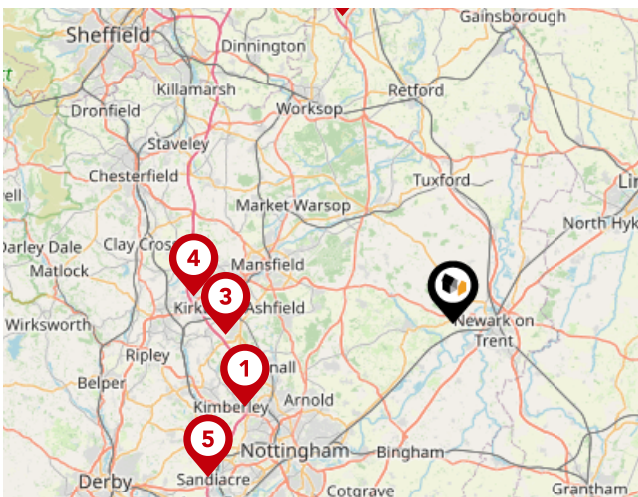 Gainsborough
Sheffield
Dinnington
Killamarsh
Retford
Dronfield
Worksop
Staveley
Chesterfield
Tuxford
Market Warsop
North Hyk
Darley Dale
Clay Cros
4
Mansfield
Matlock
3
Kirk
Ashfield
Wirksworth
Newark on
Trent
Ripley
1
nall
Belper
Kimberley
Arnold
5
Nottingham
Bingham
Derby
Sandiacre
Cotgrave
Grantham